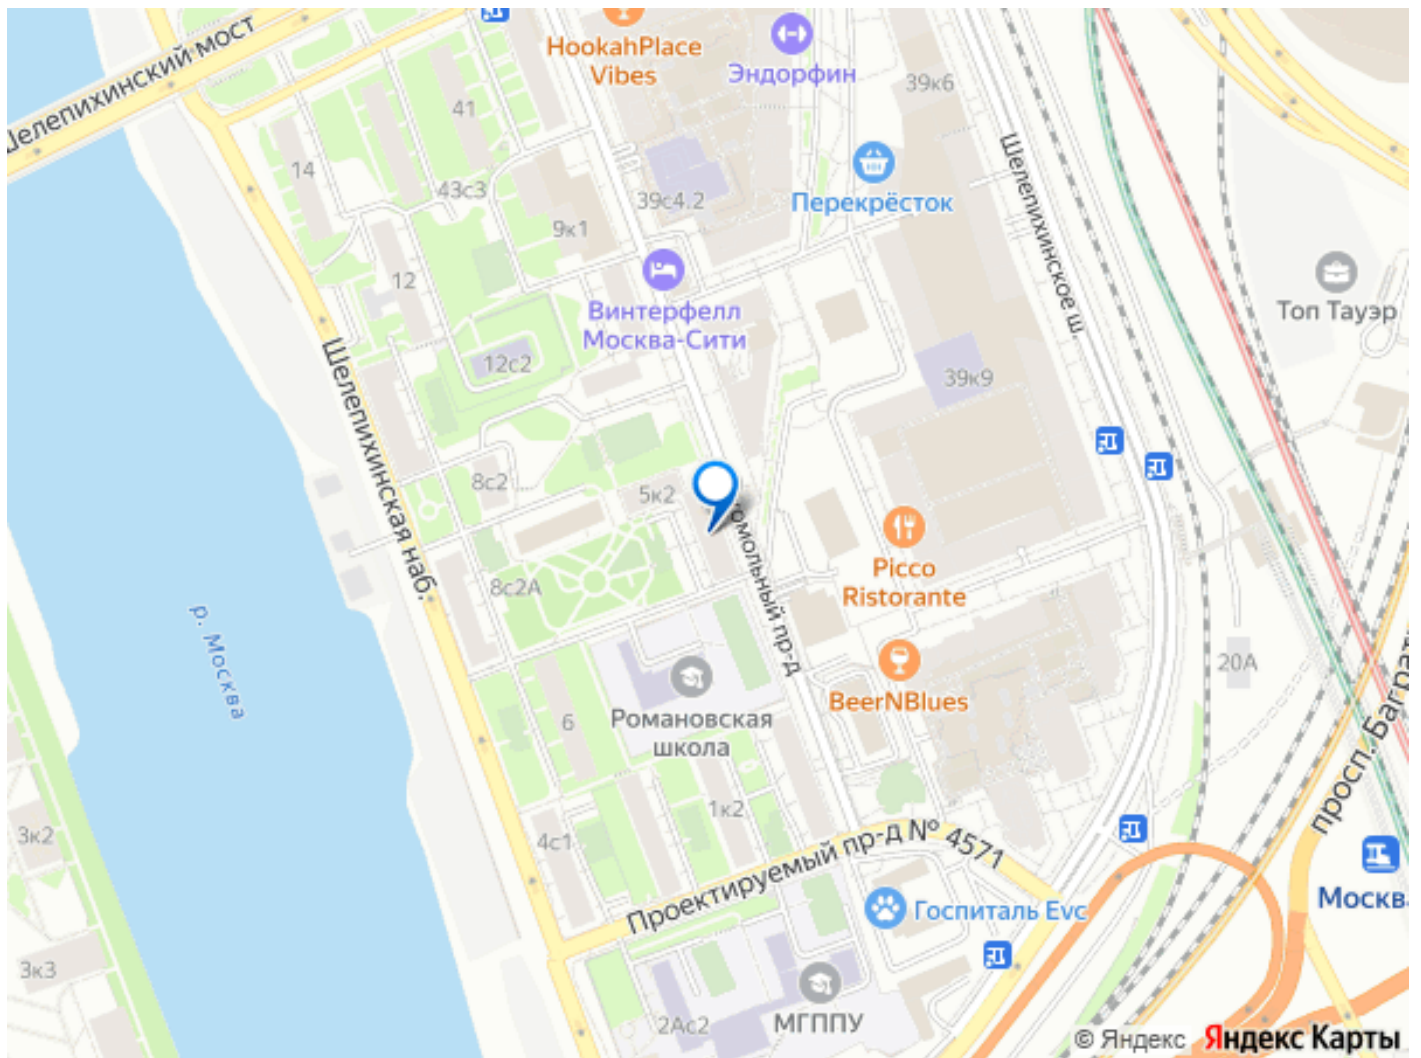 Шелепихинский мост
HookahPlace
Vibes
Эндорфин
39к6
41
14
43с3
39с4.2
Перекрёсток
Шелепихинское ш.
9к1
12
Винтерфелл
Москва-Сити
Топ Тауэр
12с2
39к9
Шелепихинская наб.
8с2
5к2
Picco
Ristorante
8с2А
р. Москва
20А
BeerNBlues
Романовская
школа
6
просп. Баграт
1к2
3к2
4с1
Проектируемый пр-д № 4571
Москв
Госпиталь Evc
3к3
2Ас2
МГППУ
© Яндекс Яндекс Карты